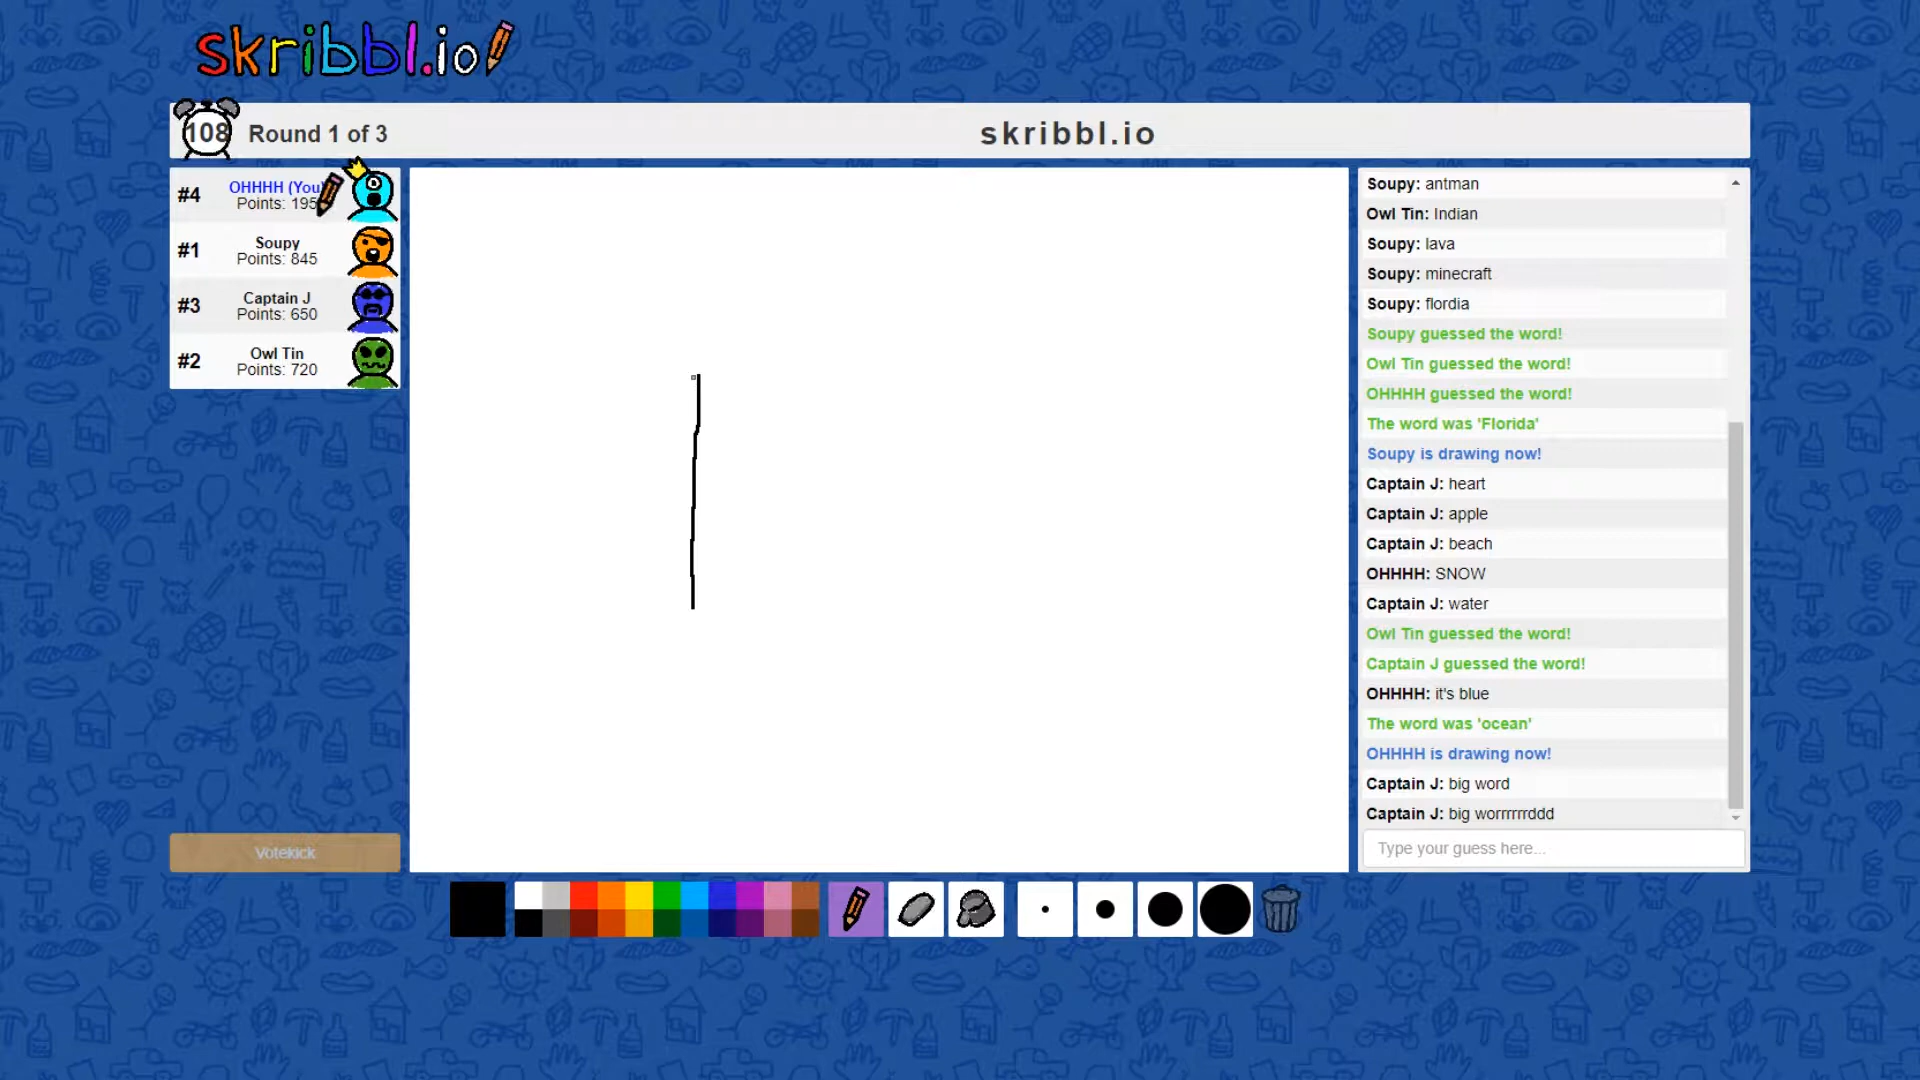 skribbl.io
108 Round 1 of 3
skribbl.io
#4
OHHHH (You)
Points: 195
#1
Soupy
Points: 845
#3
Captain J
Points: 650
#2
Owl Tin
Points: 720
Votekick
Soupy: antman
Owl Tin: Indian
Soupy: lava
Soupy: minecraft
Soupy: flordia
Soupy guessed the word!
Owl Tin guessed the word!
OHHHH guessed the word!
The word was 'Florida'
Soupy is drawing now!
Captain J: heart
Captain J: apple
Captain J: beach
OHHHH: SNOW
Captain J: water
Owl Tin guessed the word!
Captain J guessed the word!
OHHHH: it's blue
The word was 'ocean'
OHHHH is drawing now!
Captain J: big word
Captain J: big worrrrrrddd
Type your guess here...